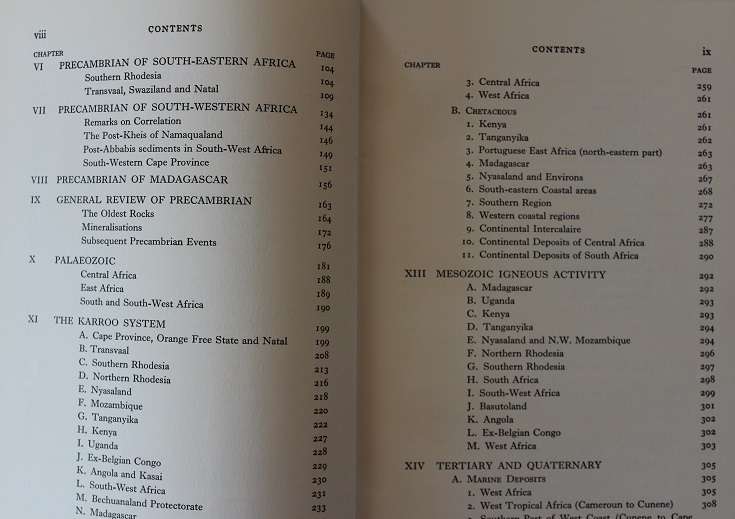 viii CONTENTS
CHAPTER PAGE
VI PRECAMBRIAN OF SOUTH-EASTERN AFRICA 104
Southern Rhodesia 104
Transvaal, Swaziland and Natal 109
VII PRECAMBRIAN OF SOUTH-WESTERN AFRICA 134
Remarks on Correlation 144
The Post-Kheis of Namaqualand 146
Post-Abbabis sediments in South-West Africa 149
South-Western Cape Province 151
VIII PRECAMBRIAN OF MADAGASCAR 156
IX GENERAL REVIEW OF PRECAMBRIAN 163
The Oldest Rocks 164
Mineralisations 172
Subsequent Precambrian Events 176
X PALAEOZOIC 181
Central Africa 188
East Africa 189
South and South-West Africa 190
XI THE KARROO SYSTEM 199
A. Cape Province, Orange Free State and Natal 199
B. Transvaal 208
C. Southern Rhodesia 213
D. Northern Rhodesia 216
E. Nyasaland 218
F. Mozambique 220
G. Tanganyika 222
H. Kenya 227
I. Uganda 228
J. Ex-Belgian Congo 229
K. Angola and Kasai 230
L. South-West Africa 231
M. Bechuanaland Protectorate 233
N. Madagascar
CONTENTS ix
CHAPTER PAGE
3. Central Africa 259
4. West Africa 261
B. CRETACEOUS 261
1. Kenya 261
2. Tanganyika 262
3. Portuguese East Africa (north-eastern part) 263
4. Madagascar 263
5. Nyasaland and Environs 267
6. South-eastern Coastal areas 268
7. Southern Region 272
8. Western coastal regions 277
9. Continental Intercalaire 287
10. Continental Deposits of Central Africa 288
11. Continental Deposits of South Africa 290
XIII MESOZOIC IGNEOUS ACTIVITY 292
A. Madagascar 292
B. Uganda 293
C. Kenya 293
D. Tanganyika 294
E. Nyasaland and N.W. Mozambique 294
F. Northern Rhodesia 296
G. Southern Rhodesia 297
H. South Africa 298
I. South-West Africa 299
J. Basutoland 301
K. Angola 302
L. Ex-Belgian Congo 302
M. West Africa 303
XIV TERTIARY AND QUATERNARY 305
A. MARINE DEPOSITS 305
1. West Africa 305
2. West Tropical Africa (Cameroun to Cunene) 308
3. Southern Part of West Coast (Cunene to Cape